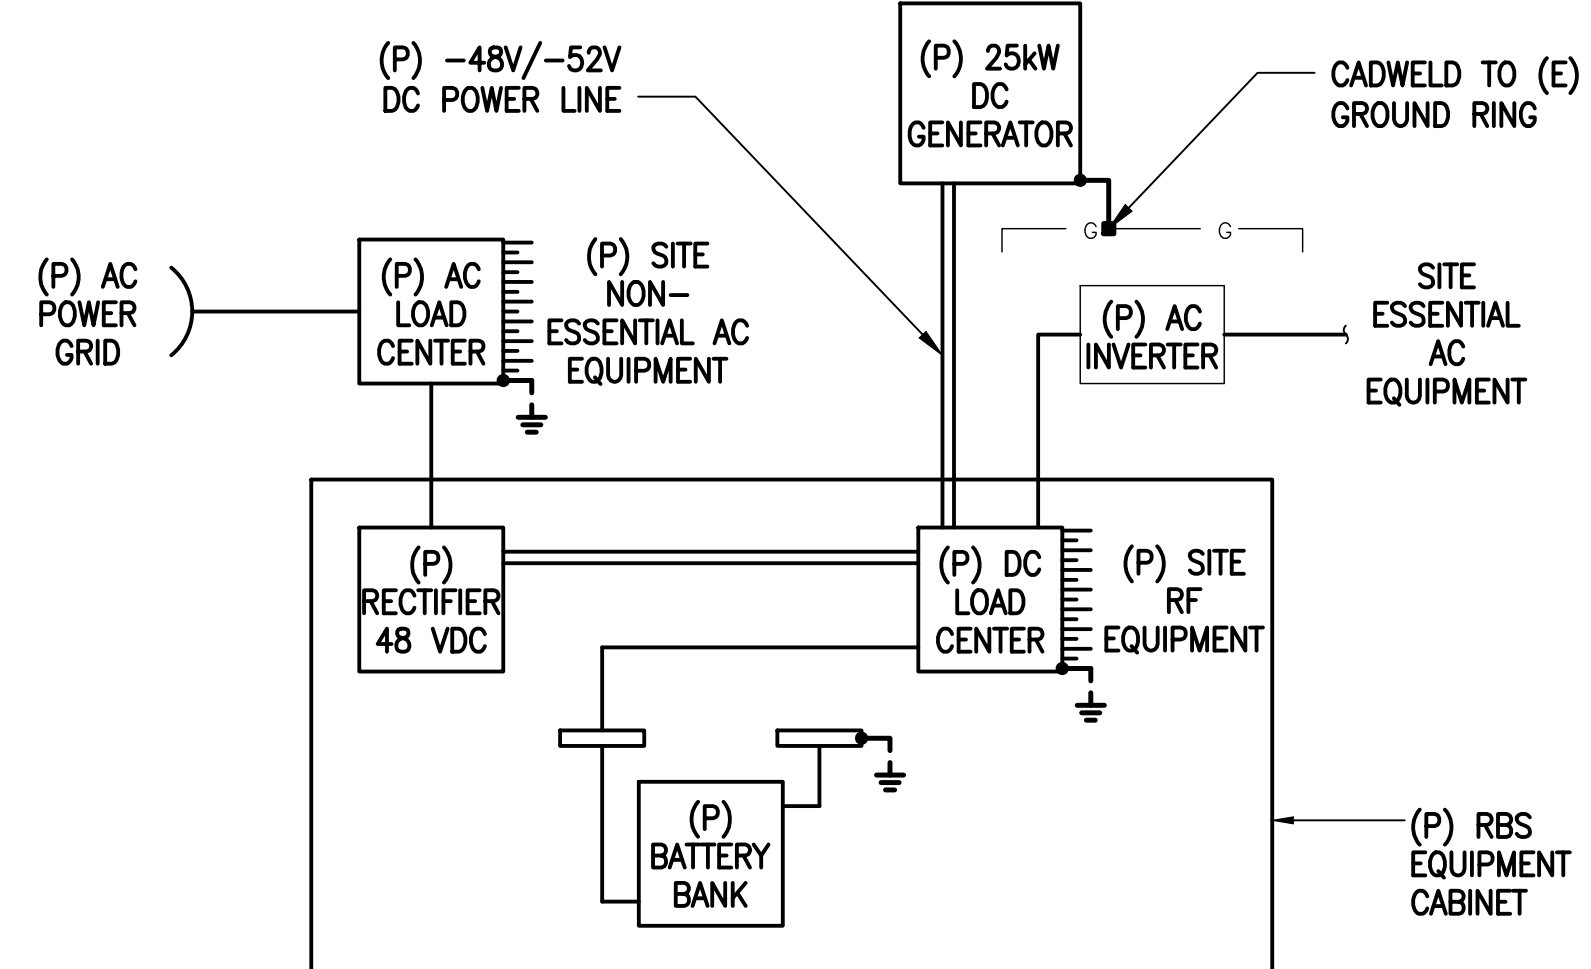 (P) -48V/-52V
DC POWER LINE
(P) 25kW
DC
GENERATOR
CADWELD TO (E)
GROUND RING
G
G
(P) AC
POWER
GRID
(P) AC
LOAD
CENTER
(P) SITE
NON-
ESSENTIAL AC
EQUIPMENT
(P) AC
INVERTER
SITE
ESSENTIAL
AC
EQUIPMENT
(P)
RECTIFIER
48 VDC
(P) DC
LOAD
CENTER
(P) SITE
RF
EQUIPMENT
(P)
BATTERY
BANK
(P) RBS
EQUIPMENT
CABINET